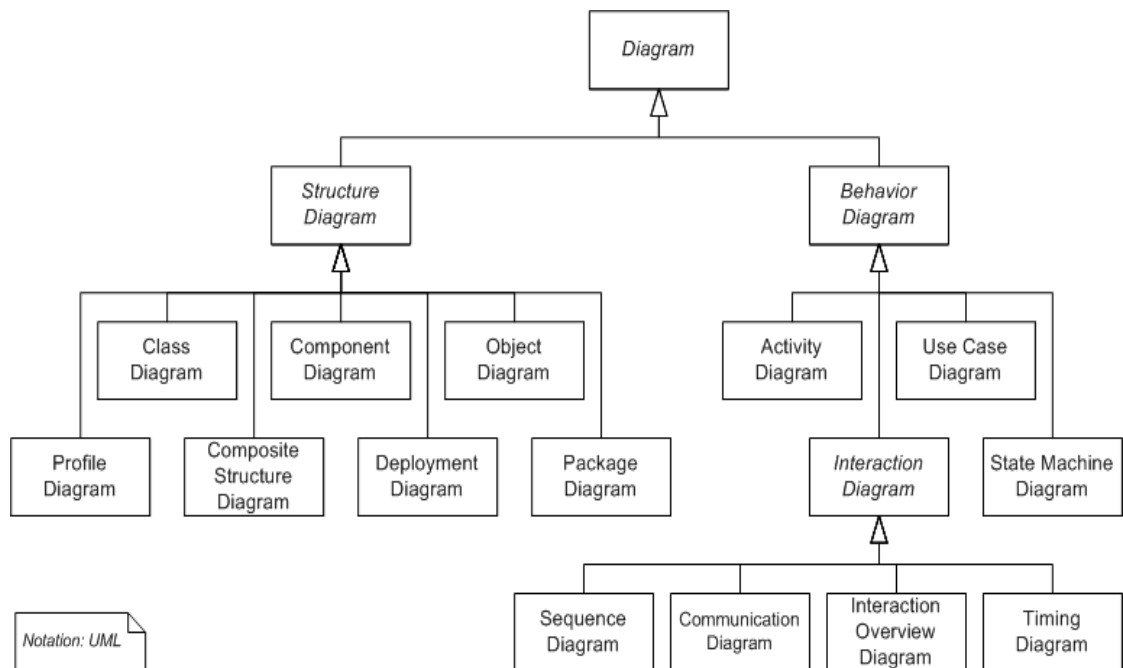 Diagram
Structure
Diagram
Behavior
Diagram
Class
Diagram
Component
Diagram
Object
Diagram
Activity
Diagram
Use Case
Diagram
Profile
Diagram
Composite
Structure
Diagram
Deployment
Diagram
Package
Diagram
Interaction
Diagram
State Machine
Diagram
Sequence
Diagram
Communication
Diagram
Interaction
Overview
Diagram
Timing
Diagram
Notation: UML